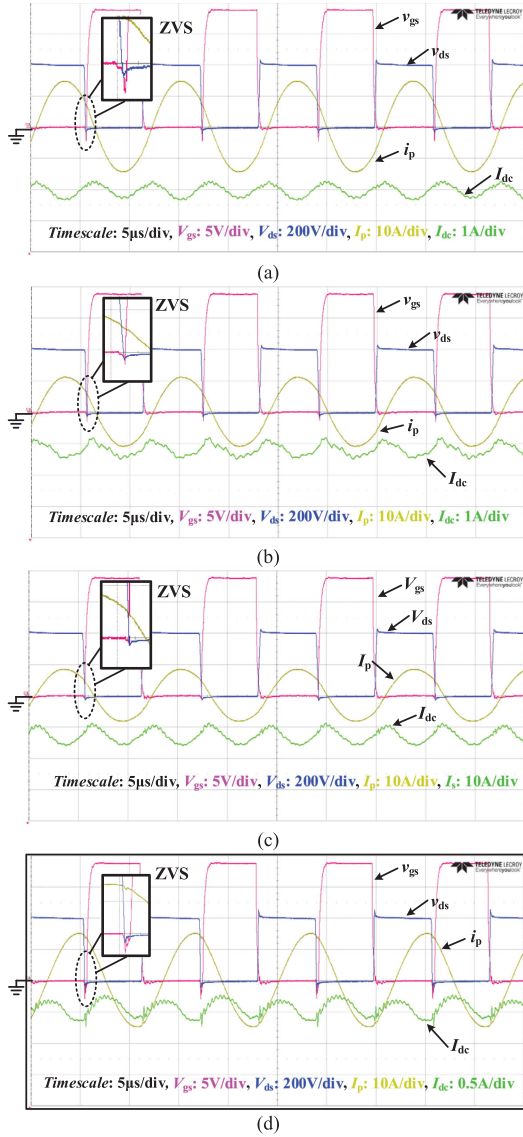 ZVS
TELEDYNE LECROY
Everywhereyoulook™
vgs
vds
ip
Idc
Timescale: 5μs/div, Vgs: 5V/div, Vds: 200V/div, Ip: 10A/div, Idc: 1A/div
(a)
ZVS
TELEDYNE LECROY
Everywhereyoulook™
vgs
vds
ip
Idc
Timescale: 5μs/div, Vgs: 5V/div, Vds: 200V/div, Ip: 10A/div, Idc: 1A/div
(b)
ZVS
TELEDYNE LECROY
Everywhereyoulook™
Vgs
Vds
Ip
Idc
Timescale: 5μs/div, Vgs: 5V/div, Vds: 200V/div, Ip: 10A/div, Is: 10A/div
(c)
ZVS
TELEDYNE LECROY
Everywhereyoulook™
vgs
vds
ip
Idc
Timescale: 5μs/div, Vgs: 5V/div, Vds: 200V/div, Ip: 10A/div, Idc: 0.5A/div
(d)